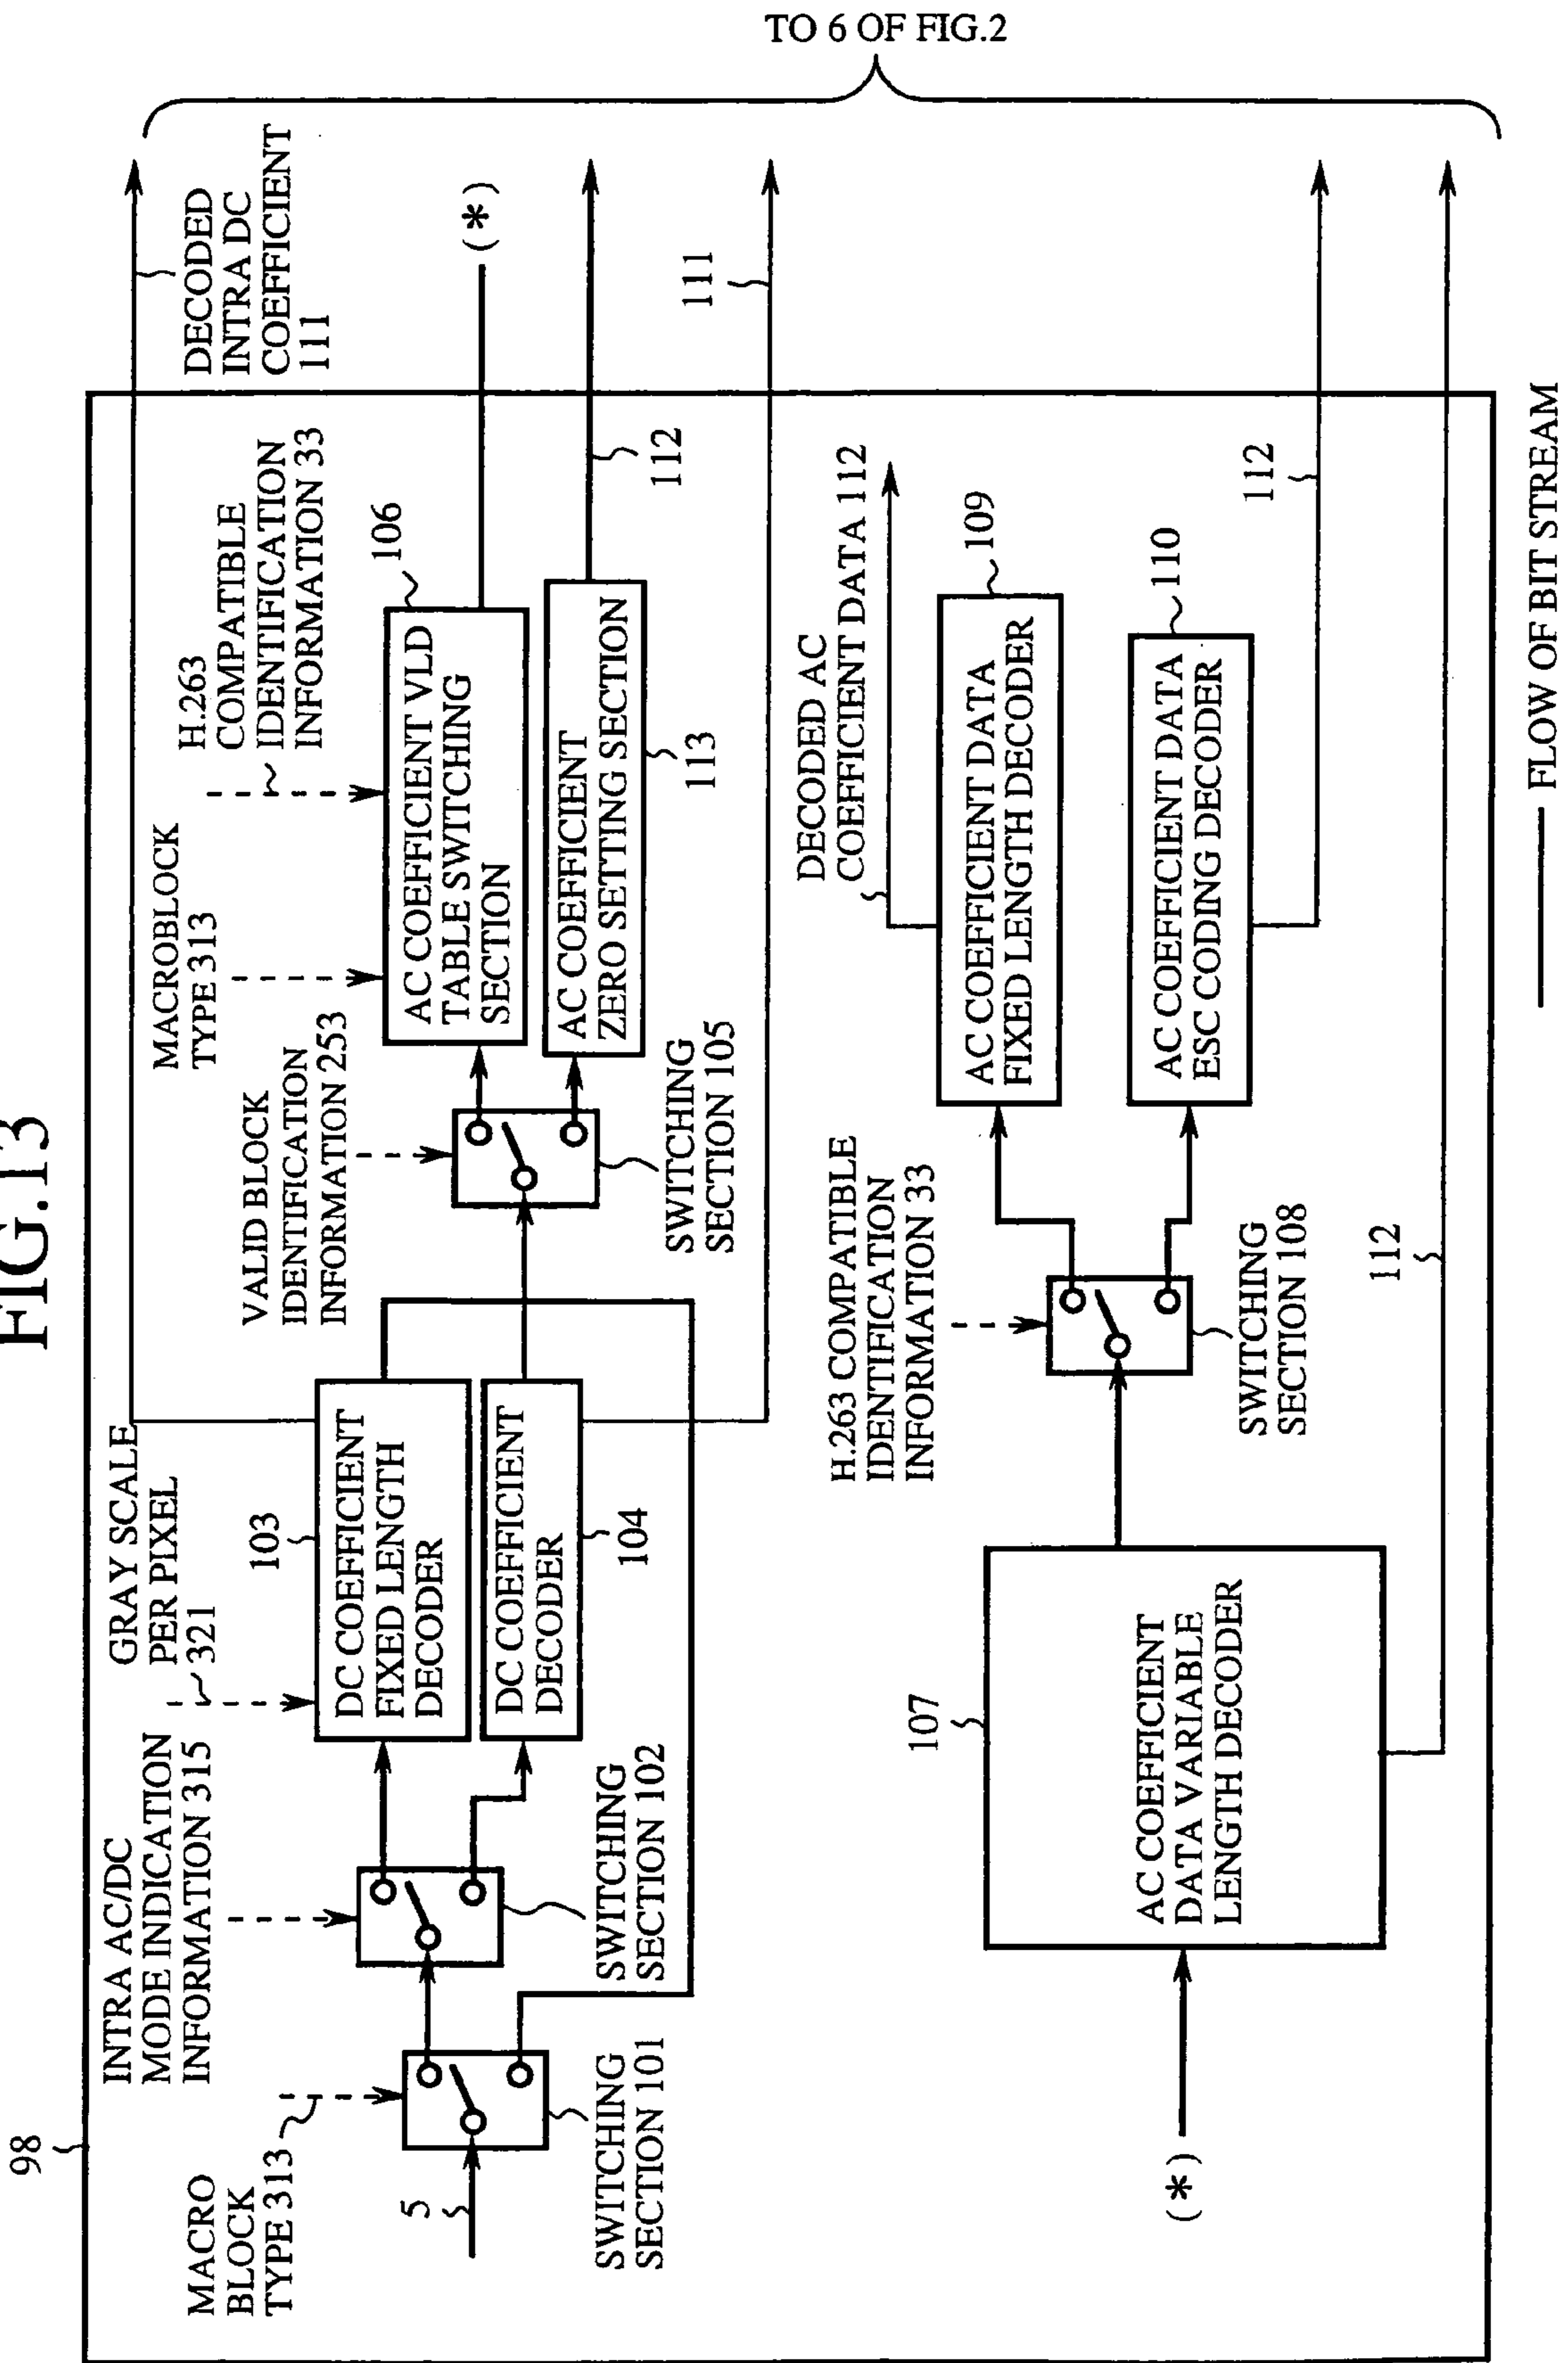 FIG.13
98
MACRO
BLOCK
TYPE 313
INTRA AC/DC
MODE INDICATION
INFORMATION 315
GRAY SCALE
PER PIXEL
321
VALID BLOCK
IDENTIFICATION
INFORMATION 253
MACROBLOCK
TYPE 313
H.263
COMPATIBLE
IDENTIFICATION
INFORMATION 33
DECODED
INTRA DC
COEFFICIENT
111
TO 6 OF FIG.2
5
SWITCHING
SECTION 101
SWITCHING
SECTION 102
103
DC COEFFICIENT
FIXED LENGTH
DECODER
DC COEFFICIENT
DECODER
104
SWITCHING
SECTION 105
106
AC COEFFICIENT VLD
TABLE SWITCHING
SECTION
AC COEFFICIENT
ZERO SETTING SECTION
113
(*)
112
111
(*)
107
AC COEFFICIENT
DATA VARIABLE
LENGTH DECODER
H.263 COMPATIBLE
IDENTIFICATION
INFORMATION 33
SWITCHING
SECTION 108
DECODED AC
COEFFICIENT DATA 112
109
AC COEFFICIENT DATA
FIXED LENGTH DECODER
110
AC COEFFICIENT DATA
ESC CODING DECODER
112
112
FLOW OF BIT STREAM